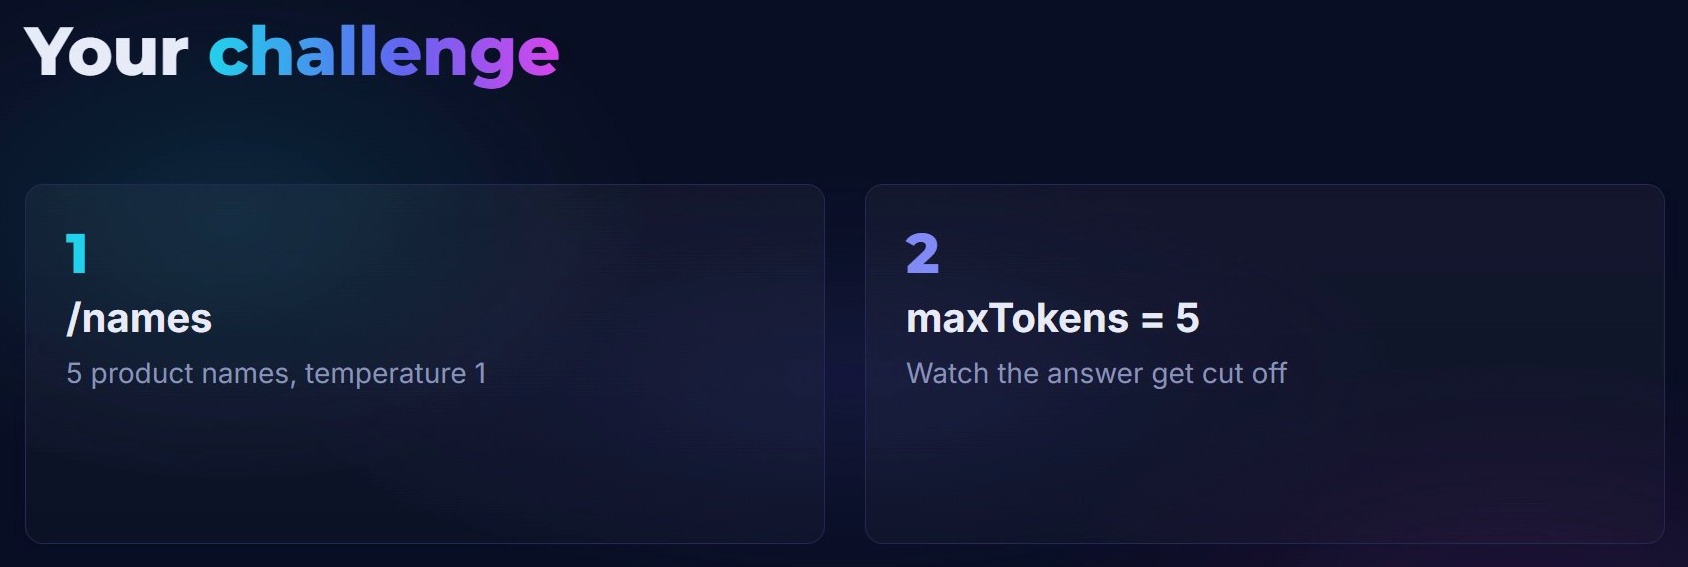 Your challenge
1
/names
5 product names, temperature 1
2
maxTokens = 5
Watch the answer get cut off